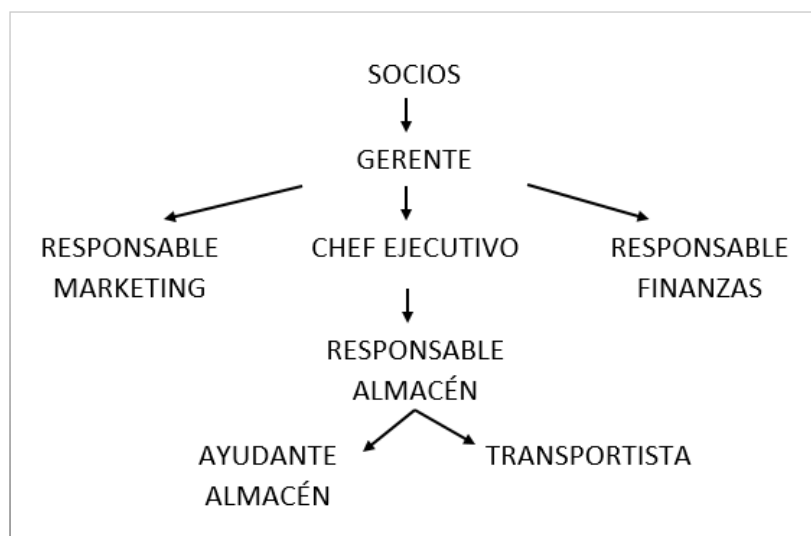 SOCIOS
GERENTE
RESPONSABLE
MARKETING
CHEF EJECUTIVO
RESPONSABLE
FINANZAS
RESPONSABLE
ALMACÉN
AYUDANTE
ALMACÉN
TRANSPORTISTA